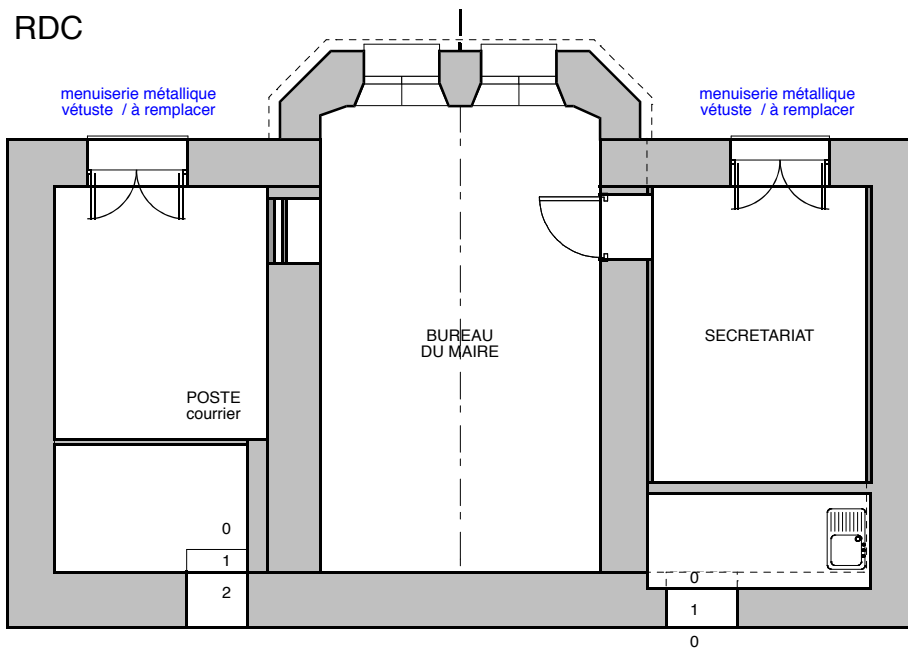 RDC
menuiserie métallique
vétuste / à remplacer
menuiserie métallique
vétuste / à remplacer
BUREAU
DU MAIRE
SECRETARIAT
POSTE
courrier
0
1
2
0
1
0